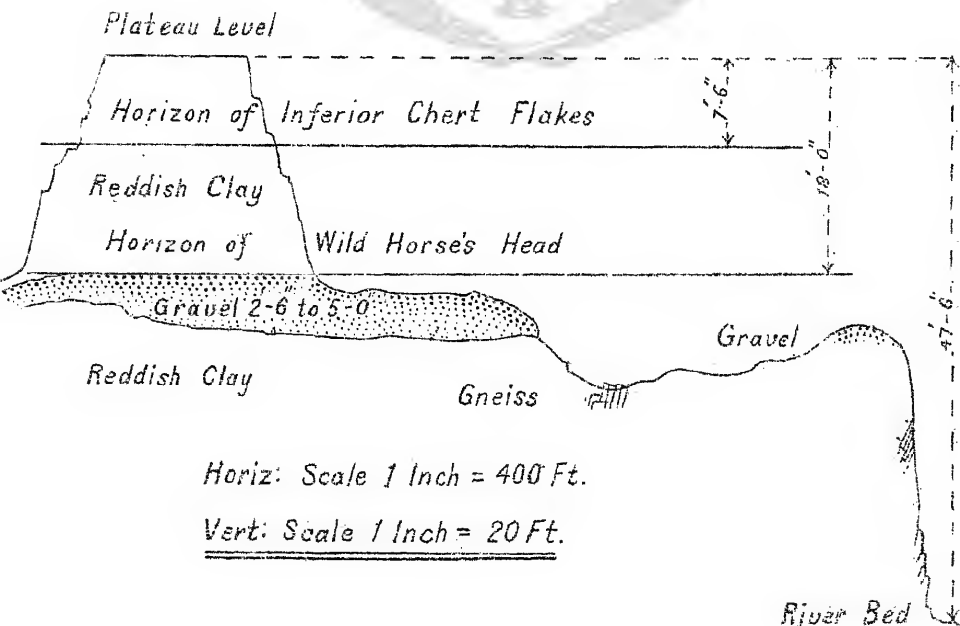 Plateau Level
Horizon of Inferior Chert Flakes
7'-6"
Reddish Clay
18'-0"
Horizon of Wild Horse's Head
Gravel 2'-6" to 5-0
47'-6"
Gravel
Reddish Clay
Gneiss
Horiz: Scale 1 Inch = 400 Ft.
Vert: Scale 1 Inch = 20 Ft.
River Bed